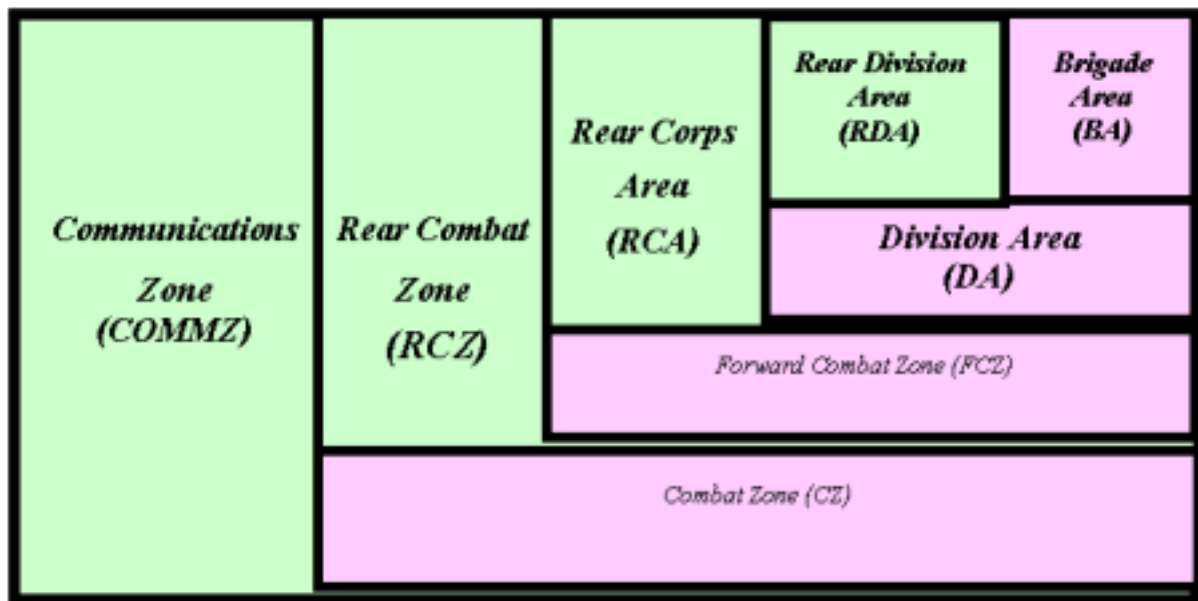 Communications
Zone
(COMMZ)
Rear Combat
Zone
(RCZ)
Rear Corps
Area
(RCA)
Rear Division
Area
(RDA)
Brigade
Area
(BA)
Division Area
(DA)
Forward Combat Zone (FCZ)
Combat Zone (CZ)